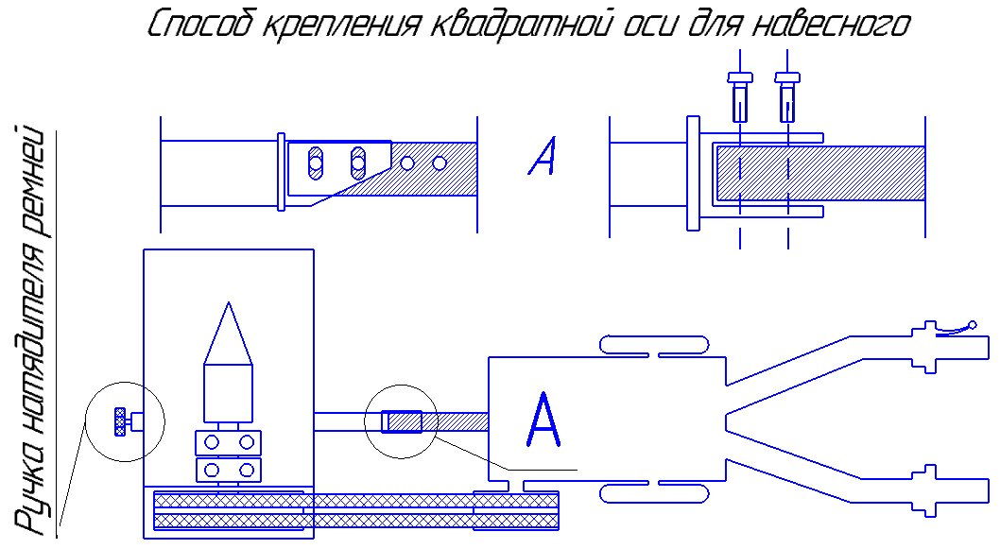 Способ крепления квадратной оси для навесного
А
Ручка натядителя ремней
А